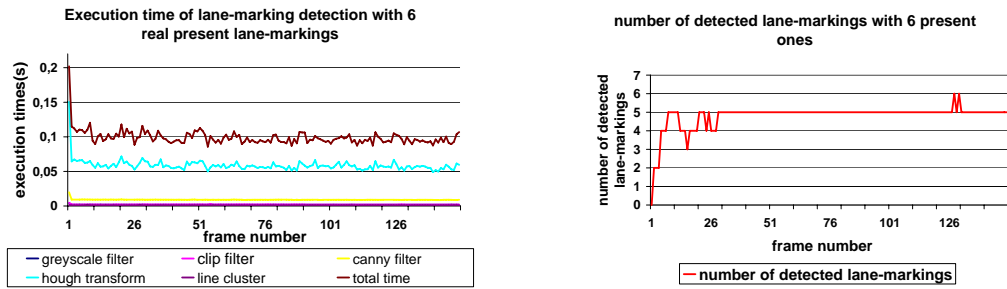 Execution time of lane-marking detection with 6
real present lane-markings
execution times(s)
0,2
0,15
0,1
0,05
0
1 26 51 76 101 126
frame number
greyscale filter clip filter canny filter
hough transform line cluster total time
number of detected lane-markings with 6 present
ones
number of detected
lane-markings
7
6
5
4
3
2
1
0
1 26 51 76 101 126
frame number
number of detected lane-markings